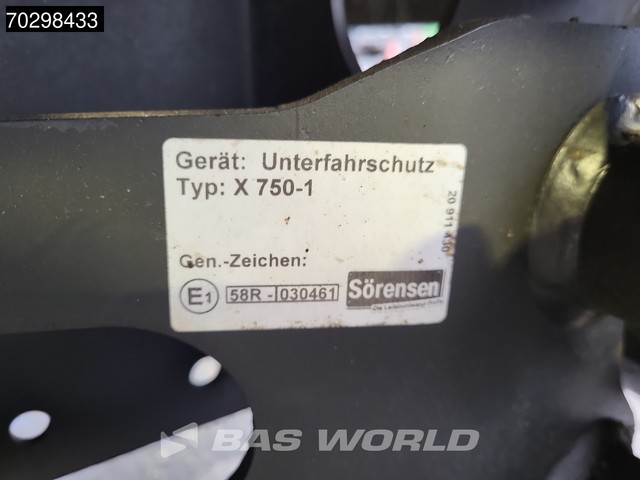 70298433
Gerät: Unterfahrschutz
Typ: X 750-1
20 911 430
Gen.-Zeichen:
E1 58R - 030461
Sörensen
BAS WORLD